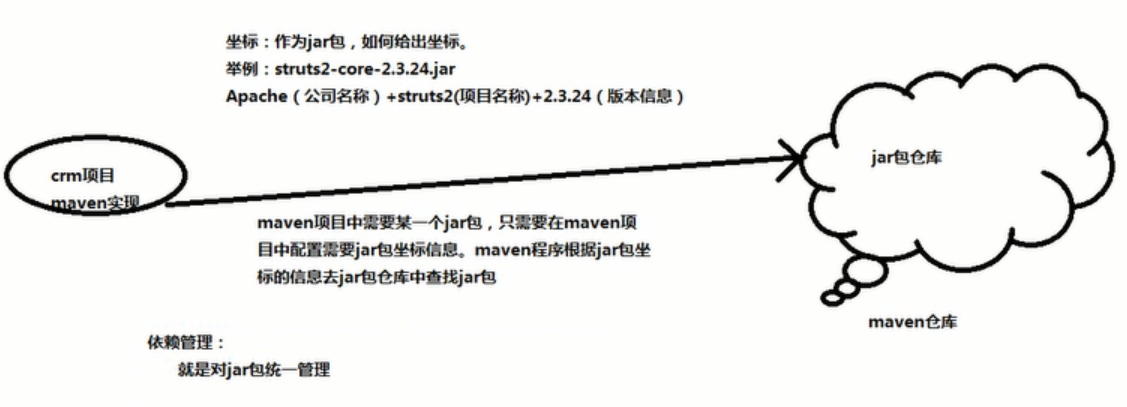 坐标：作为jar包，如何给出坐标。
举例：struts2-core-2.3.24.jar
Apache（公司名称）+struts2(项目名称)+2.3.24（版本信息）
crm项目
maven实现
jar包仓库
maven项目中需要某一个jar包，只需要在maven项
目中配置需要jar包坐标信息。maven程序根据jar包坐
标的信息去jar包仓库中查找jar包
maven仓库
依赖管理：
就是对jar包统一管理